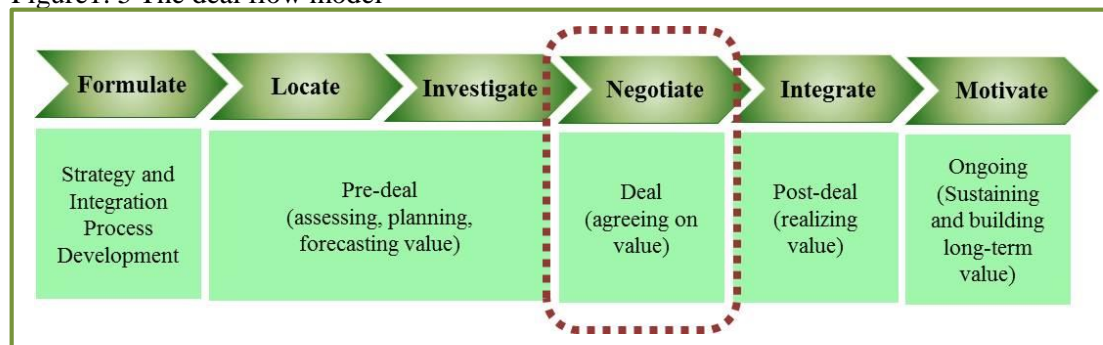 Figure1. 3 The deal flow model
Formulate
Locate
Investigate
Negotiate
Integrate
Motivate
Strategy and
Integration
Process
Development
Pre-deal
(assessing, planning,
forecasting value)
Deal
(agreeing on
value)
Post-deal
(realizing
value)
Ongoing
(Sustaining
and building
long-term
value)